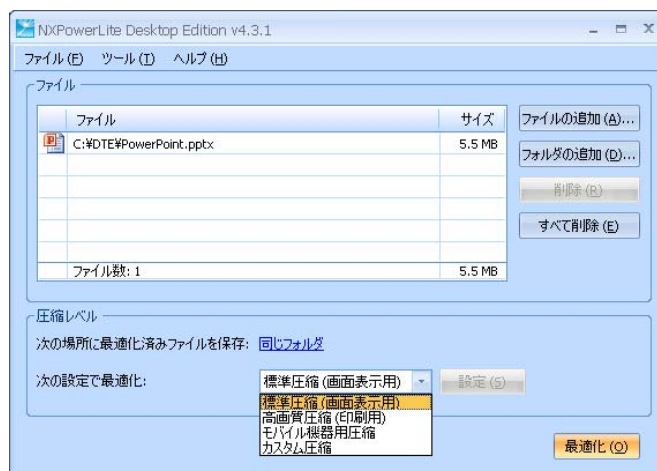 NXPowerLite Desktop Edition v4.3.1
ファイル(F) ツール(T) ヘルプ(H)
ファイル
ファイル サイズ
C:¥DTE¥PowerPoint.pptx 5.5 MB
ファイル数: 1 5.5 MB
ファイルの追加(A)...
フォルダの追加(D)...
削除(R)
すべて削除(E)
圧縮レベル
次の場所に最適化済みファイルを保存: 同じフォルダ
次の設定で最適化: 標準圧縮(画面表示用) 設定(S)
標準圧縮(画面表示用)
高画質圧縮(印刷用)
モバイル機器用圧縮
カスタム圧縮
最適化(O)